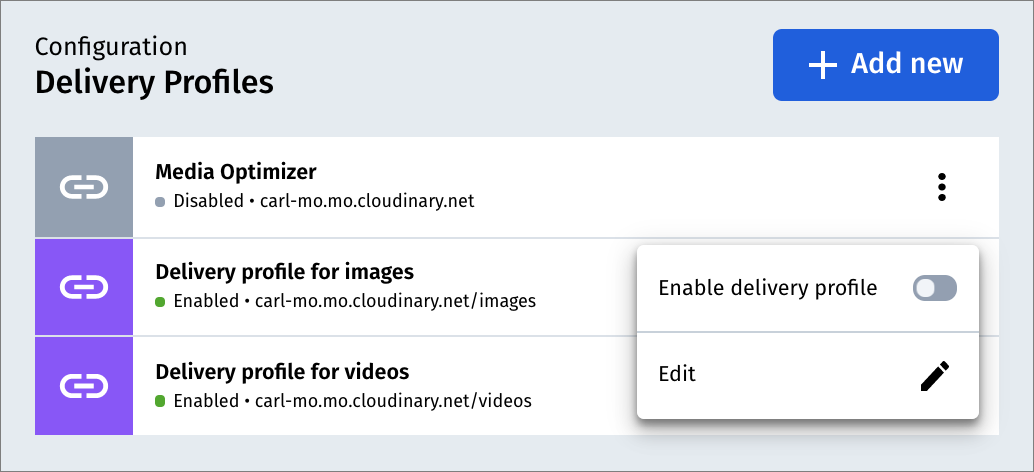 Configuration
Delivery Profiles
Add new
Media Optimizer
Disabled • carl-mo.mo.cloudinary.net
Delivery profile for images
Enabled • carl-mo.mo.cloudinary.net/images
Enable delivery profile
Delivery profile for videos
Enabled • carl-mo.mo.cloudinary.net/videos
Edit